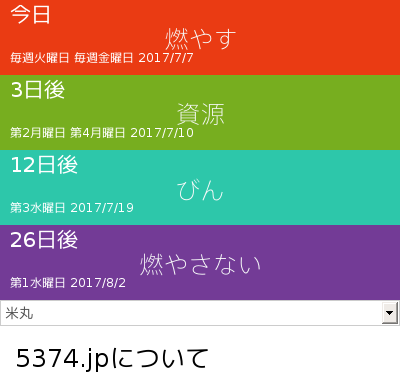 今日
燃やす
毎週火曜日 毎週金曜日 2017/7/7
3日後
資源
第2月曜日 第4月曜日 2017/7/10
12日後
びん
第3水曜日 2017/7/19
26日後
燃やさない
第1水曜日 2017/8/2
米丸
5374.jpについて